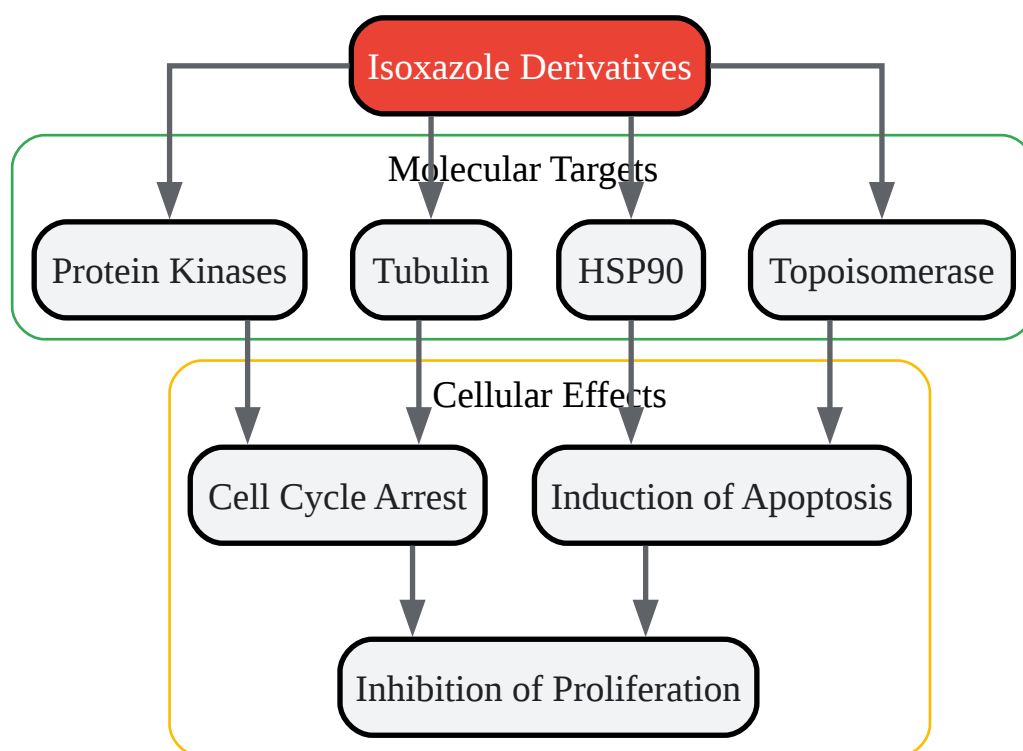 Isoxazole Derivatives
Molecular Targets
Protein Kinases
Tubulin
HSP90
Topoisomerase
Cellular Effects
Cell Cycle Arrest
Induction of Apoptosis
Inhibition of Proliferation